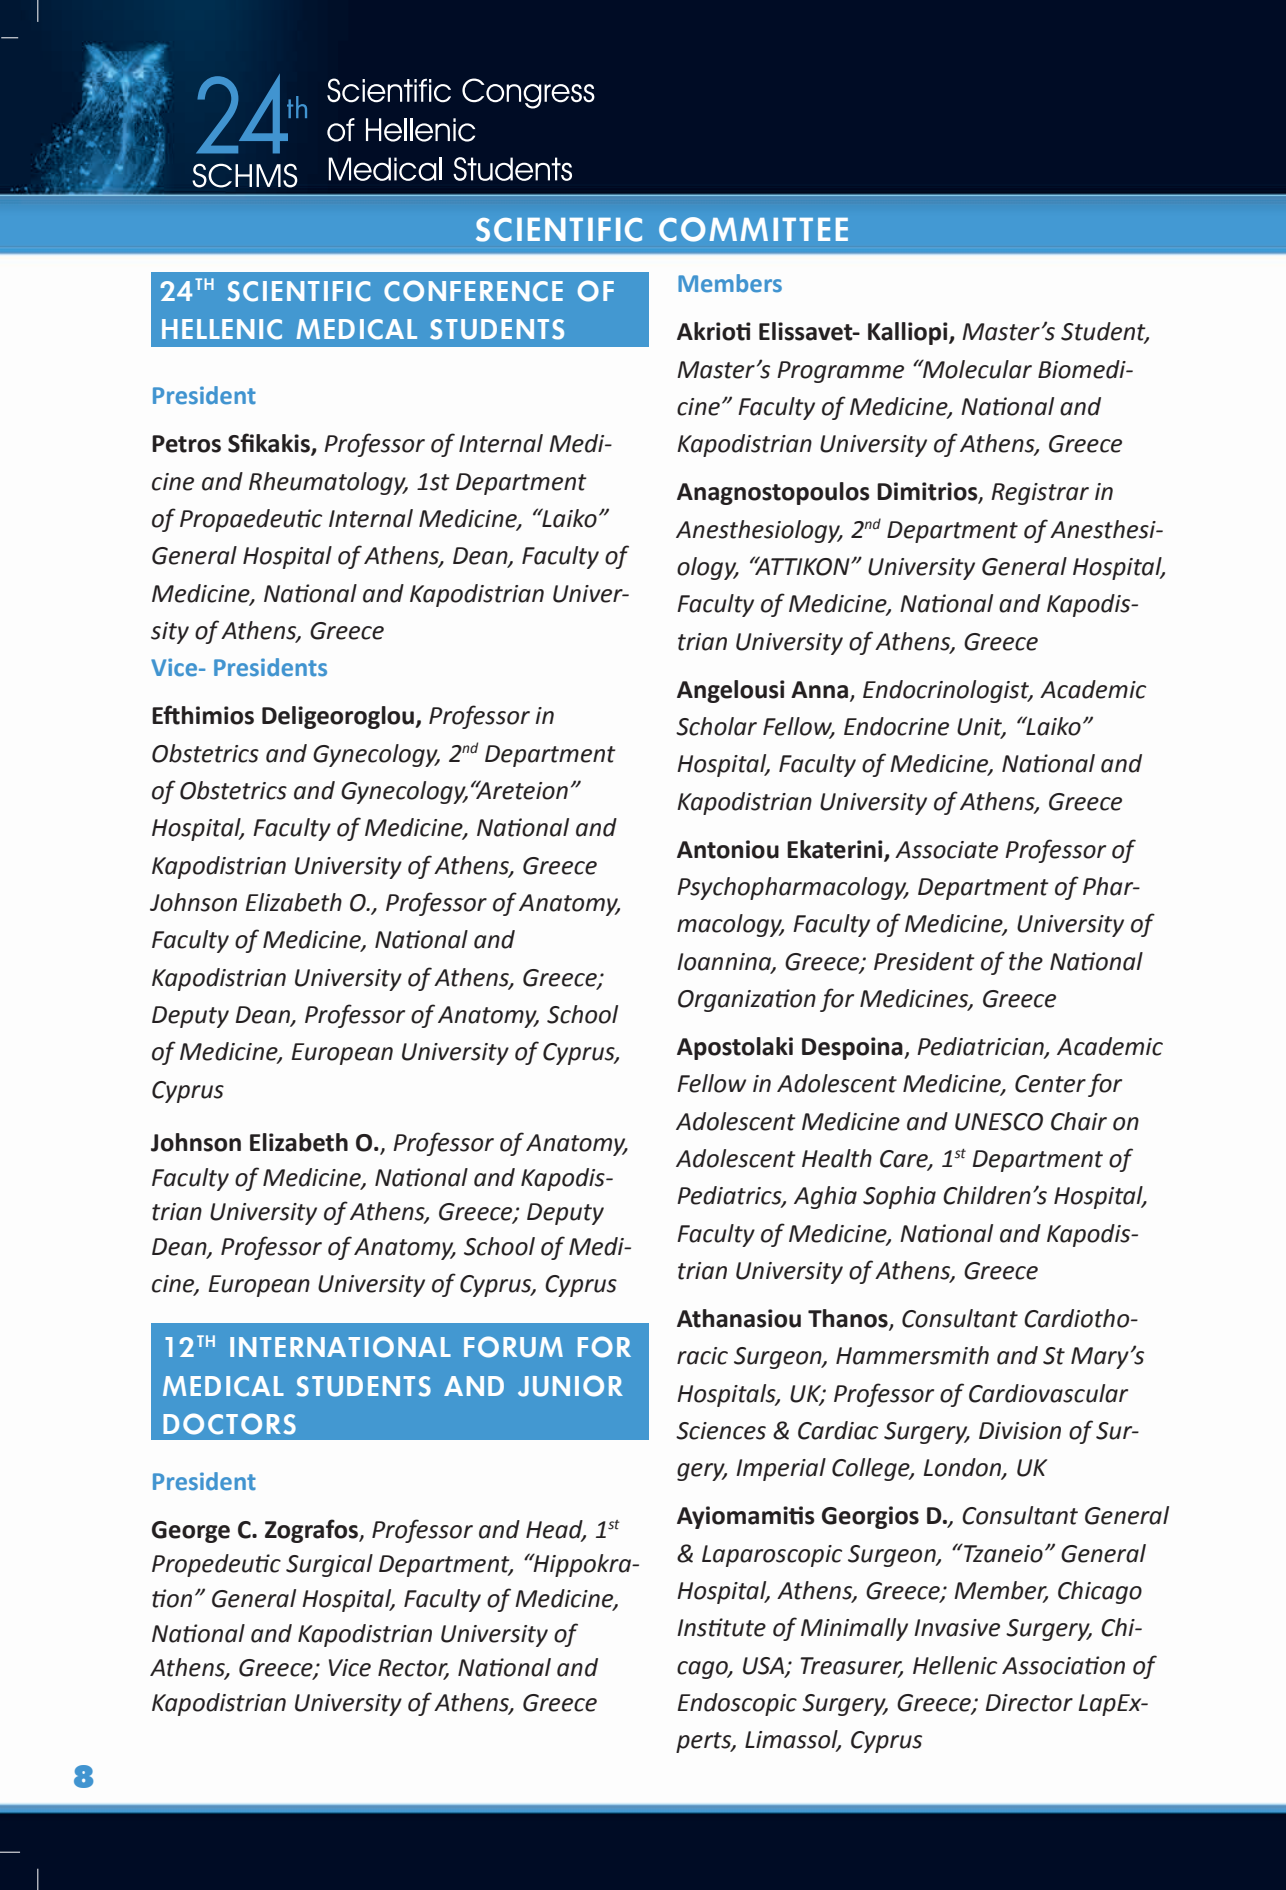 24th
SCHMS
Scientific Congress
of Hellenic
Medical Students
SCIENTIFIC COMMITTEE
24TH SCIENTIFIC CONFERENCE OF
HELLENIC MEDICAL STUDENTS
President
Petros Sfikakis, Professor of Internal Medi-
cine and Rheumatology, 1st Department
of Propaedeutic Internal Medicine, “Laiko”
General Hospital of Athens, Dean, Faculty of
Medicine, National and Kapodistrian Univer-
sity of Athens, Greece
Vice- Presidents
Efthimios Deligeoroglou, Professor in
Obstetrics and Gynecology, 2nd Department
of Obstetrics and Gynecology,“Areteion”
Hospital, Faculty of Medicine, National and
Kapodistrian University of Athens, Greece
Johnson Elizabeth O., Professor of Anatomy,
Faculty of Medicine, National and
Kapodistrian University of Athens, Greece;
Deputy Dean, Professor of Anatomy, School
of Medicine, European University of Cyprus,
Cyprus
Johnson Elizabeth O., Professor of Anatomy,
Faculty of Medicine, National and Kapodis-
trian University of Athens, Greece; Deputy
Dean, Professor of Anatomy, School of Medi-
cine, European University of Cyprus, Cyprus
12TH INTERNATIONAL FORUM FOR
MEDICAL STUDENTS AND JUNIOR
DOCTORS
President
George C. Zografos, Professor and Head, 1st
Propedeutic Surgical Department, “Hippokra-
tion” General Hospital, Faculty of Medicine,
National and Kapodistrian University of
Athens, Greece; Vice Rector, National and
Kapodistrian University of Athens, Greece
Members
Akrioti Elissavet- Kalliopi, Master’s Student,
Master’s Programme “Molecular Biomedi-
cine” Faculty of Medicine, National and
Kapodistrian University of Athens, Greece
Anagnostopoulos Dimitrios, Registrar in
Anesthesiology, 2nd Department of Anesthesi-
ology, “ATTIKON” University General Hospital,
Faculty of Medicine, National and Kapodis-
trian University of Athens, Greece
Angelousi Anna, Endocrinologist, Academic
Scholar Fellow, Endocrine Unit, “Laiko”
Hospital, Faculty of Medicine, National and
Kapodistrian University of Athens, Greece
Antoniou Ekaterini, Associate Professor of
Psychopharmacology, Department of Phar-
macology, Faculty of Medicine, University of
Ioannina, Greece; President of the National
Organization for Medicines, Greece
Apostolaki Despoina, Pediatrician, Academic
Fellow in Adolescent Medicine, Center for
Adolescent Medicine and UNESCO Chair on
Adolescent Health Care, 1st Department of
Pediatrics, Aghia Sophia Children’s Hospital,
Faculty of Medicine, National and Kapodis-
trian University of Athens, Greece
Athanasiou Thanos, Consultant Cardiotho-
racic Surgeon, Hammersmith and St Mary’s
Hospitals, UK; Professor of Cardiovascular
Sciences & Cardiac Surgery, Division of Sur-
gery, Imperial College, London, UK
Ayiomamitis Georgios D., Consultant General
& Laparoscopic Surgeon, “Tzaneio” General
Hospital, Athens, Greece; Member, Chicago
Institute of Minimally Invasive Surgery, Chi-
cago, USA; Treasurer, Hellenic Association of
Endoscopic Surgery, Greece; Director LapEx-
perts, Limassol, Cyprus
8